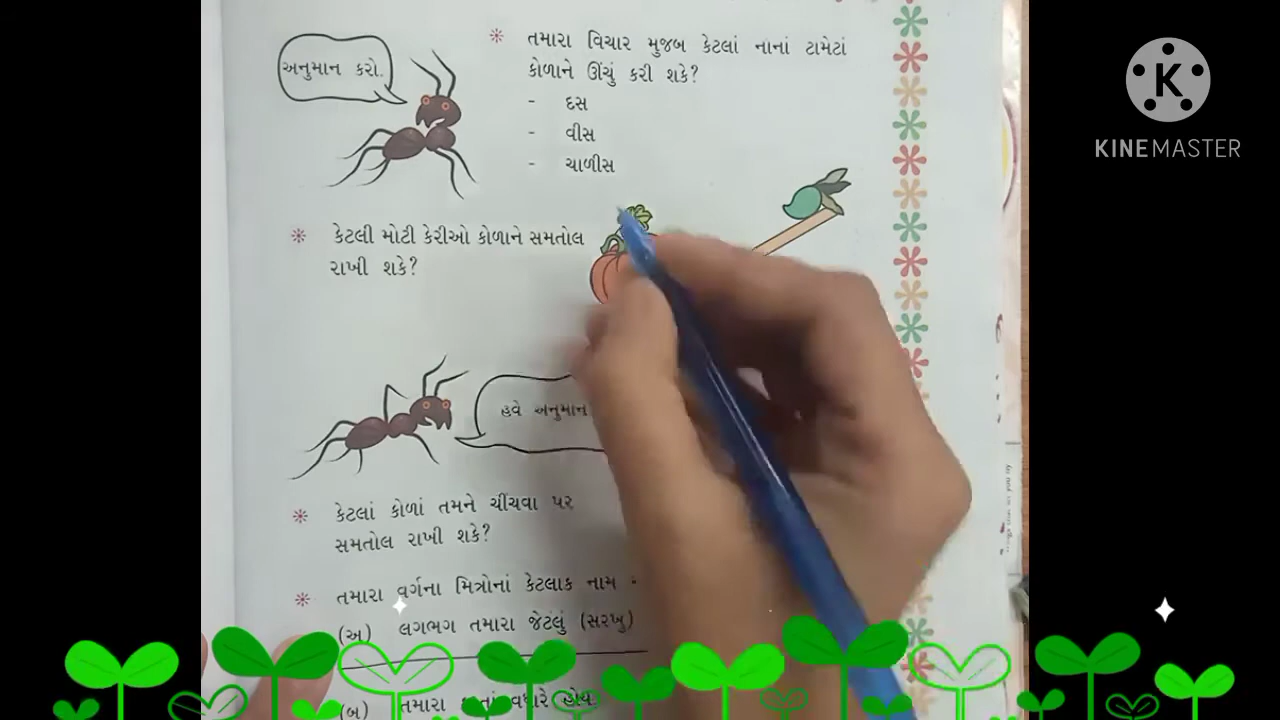 અનુમાન કરો.
તમારા વિચાર મુજબ કેટલાં નાનાં ટામેટાં
કોળાને ઊંચું કરી શકે?
- દસ
- વીસ
- ચાળીસ
કેટલી મોટી કેરીઓ કોળાને સમતોલ
રાખી શકે?
હવે અનુમાન
કેટલાં કોળાં તમને ચીંચવા પર
સમતોલ રાખી શકે?
તમારા વર્ગના મિત્રોનાં કેટલાક નામ
(અ) લગભગ તમારા જેટલું (સરખુ)
(બ) તમારા વધારે હોય
K
KINEMASTER